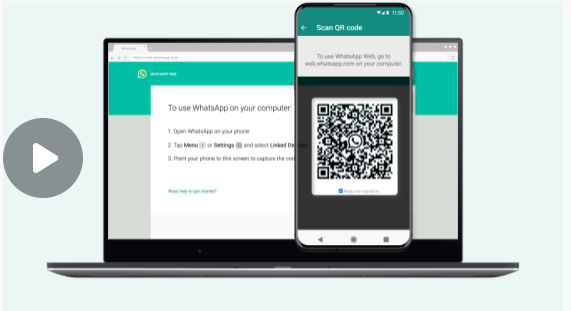 11:50
Scan QR code
To use WhatsApp Web, go to
web.whatsapp.com on your computer.
WhatsApp
https://web.whatsapp.com
WHATSAPP WEB
To use WhatsApp on your computer:
1. Open WhatsApp on your phone
2. Tap Menu or Settings and select Linked De
3. Point your phone to this screen to capture the cod
Need help to get started?
Keep me signed in